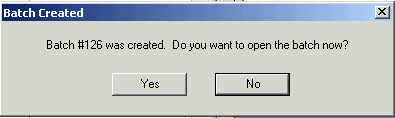 Batch Created
Batch #126 was created.  Do you want to open the batch now?
Yes
No